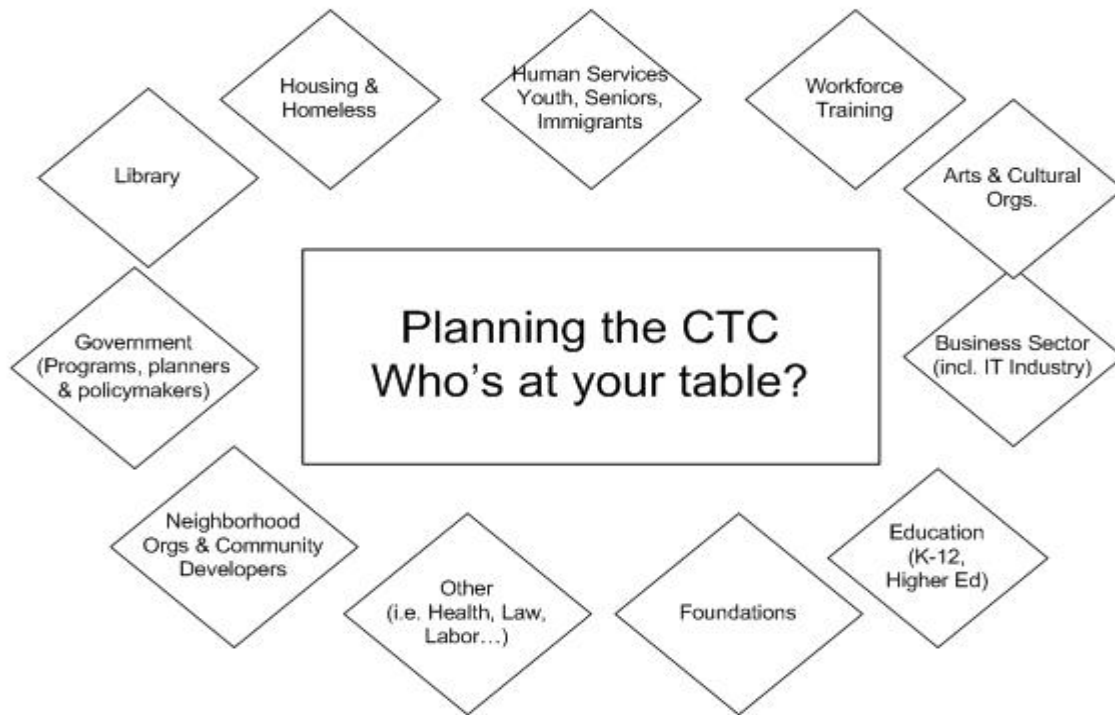 Housing &
Homeless
Human Services
Youth, Seniors,
Immigrants
Workforce
Training
Library
Arts & Cultural
Orgs.
Planning the CTC
Who's at your table?
Government
(Programs, planners
& policymakers)
Business Sector
(incl. IT Industry)
Neighborhood
Orgs & Community
Developers
Other
(i.e. Health, Law,
Labor…)
Foundations
Education
(K-12,
Higher Ed)